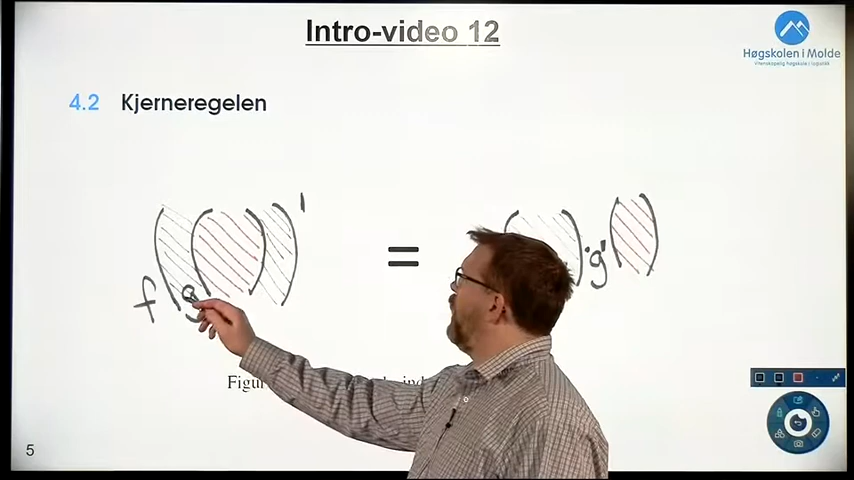 Intro-video 12
Høgskolen i Molde
Vitenskapelig høgskole i logistikk
4.2 Kjerneregelen
f(g( ))' = ( )·g'( )
Figur
5